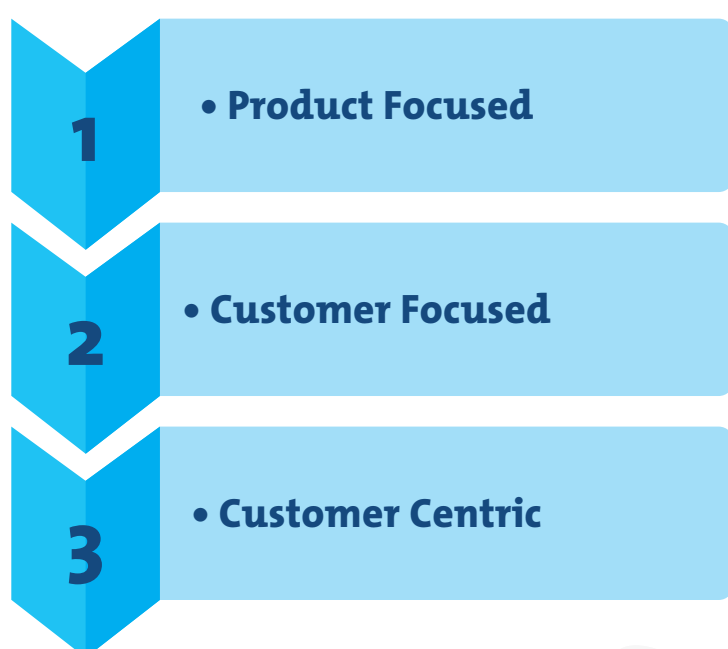 1
• Product Focused
2
• Customer Focused
3
• Customer Centric